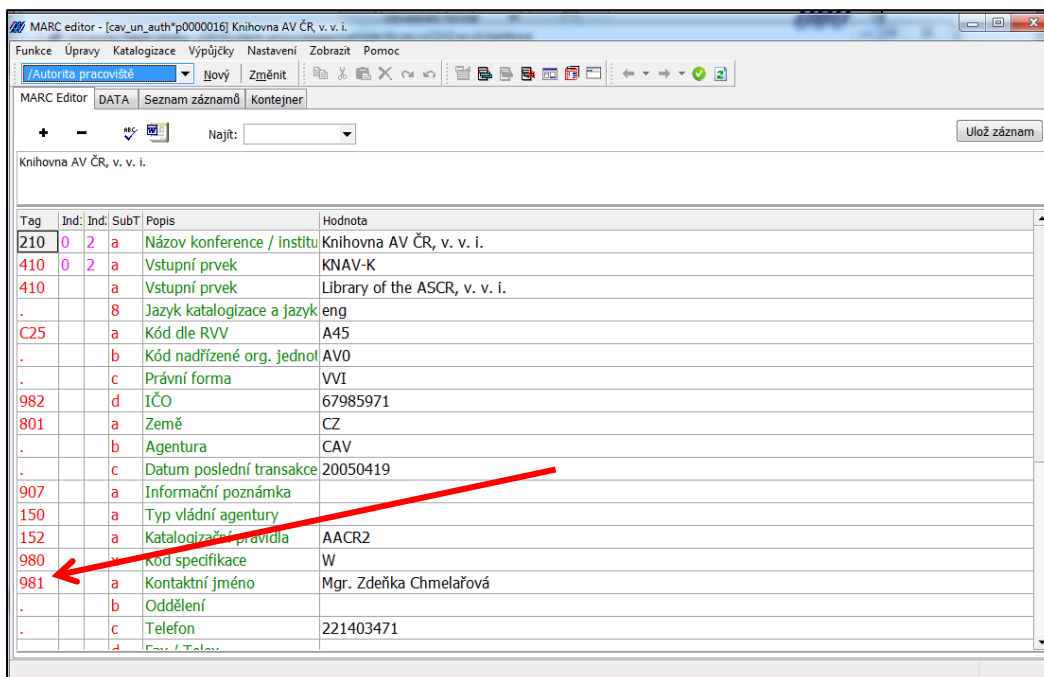 MARC editor - [cav_un_auth*p0000016] Knihovna AV ČR, v. v. i.
Funkce Úpravy Katalogizace Výpůjčky Nastavení Zobrazit Pomoc
/Autorita pracoviště Nový Změnit
MARC Editor DATA Seznam záznamů Kontejner
+ - ABC W Najít: Ulož záznam
Knihovna AV ČR, v. v. i.
Tag Ind: Ind: SubT Popis Hodnota
210 0 2 a Názov konference / institu Knihovna AV ČR, v. v. i.
410 0 2 a Vstupní prvek KNAV-K
410 a Vstupní prvek Library of the ASCR, v. v. i.
. 8 Jazyk katalogizace a jazyk eng
C25 a Kód dle RVV A45
. b Kód nadřízené org. jednot AV0
. c Právní forma VVI
982 d IČO 67985971
801 a Země CZ
. b Agentura CAV
. c Datum poslední transakce 20050419
907 a Informační poznámka
150 a Typ vládní agentury
152 a Katalogizační pravidla AACR2
980 x Kód specifikace W
981 a Kontaktní jméno Mgr. Zdeňka Chmelařová
. b Oddělení
. c Telefon 221403471
d Fax / Telex